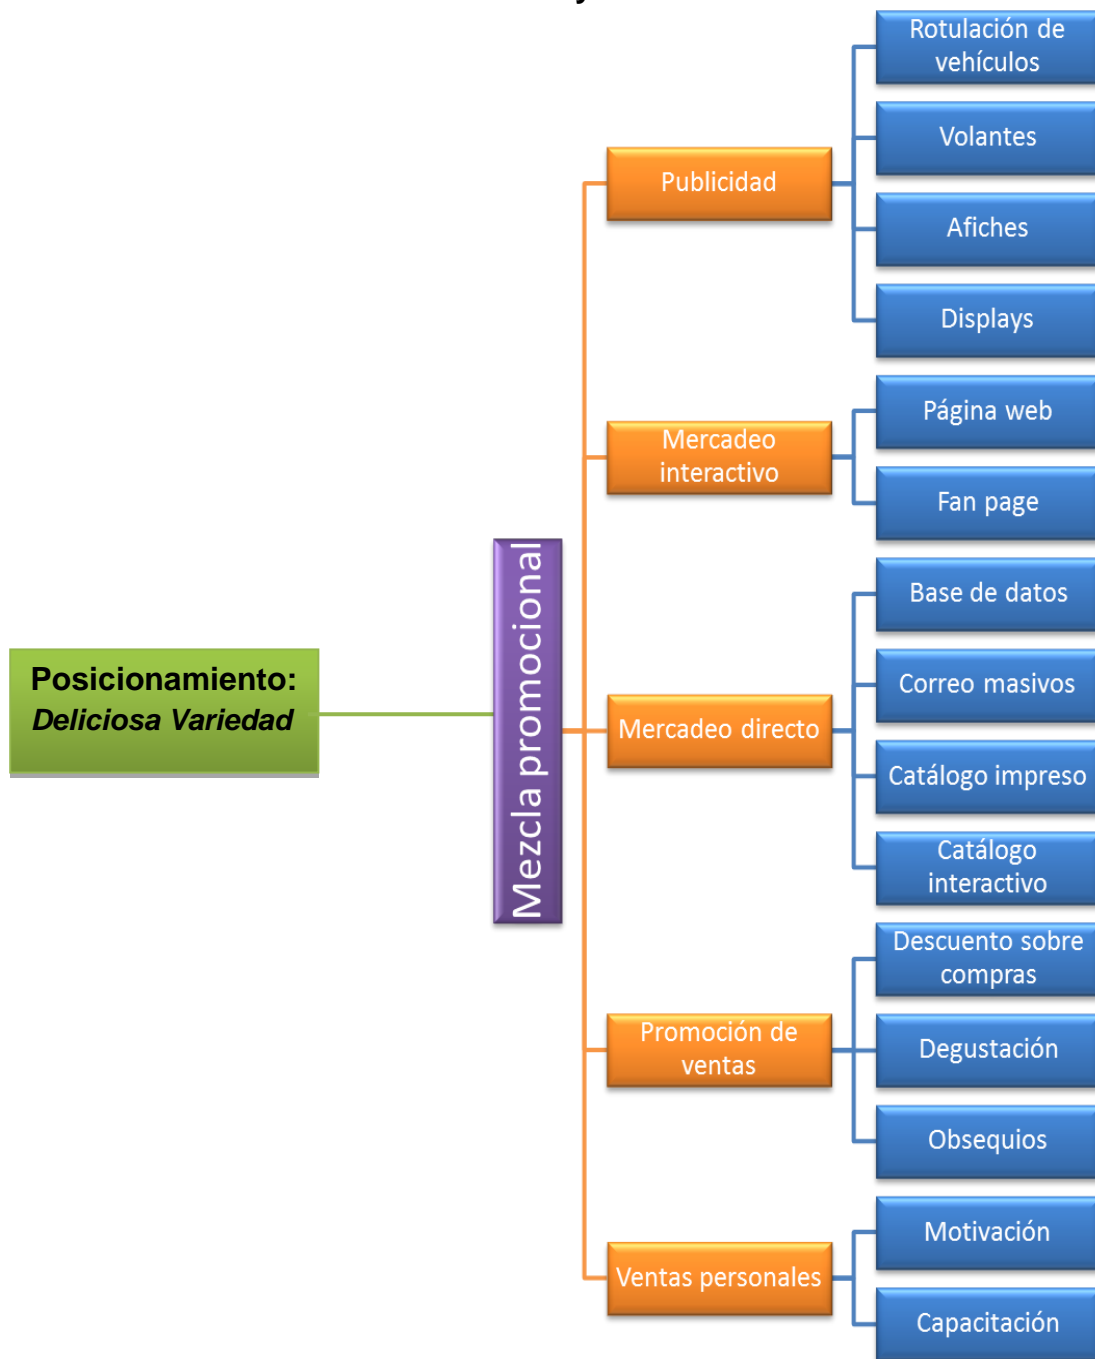 Rotulación de
vehículos
Volantes
Publicidad
Afiches
Displays
Página web
Mercadeo
interactivo
Fan page
Base de datos
Correo masivos
Posicionamiento:
Deliciosa Variedad
Mezcla promocional
Mercadeo directo
Catálogo impreso
Catálogo
interactivo
Descuento sobre
compras
Promoción de
ventas
Degustación
Obsequios
Motivación
Ventas personales
Capacitación